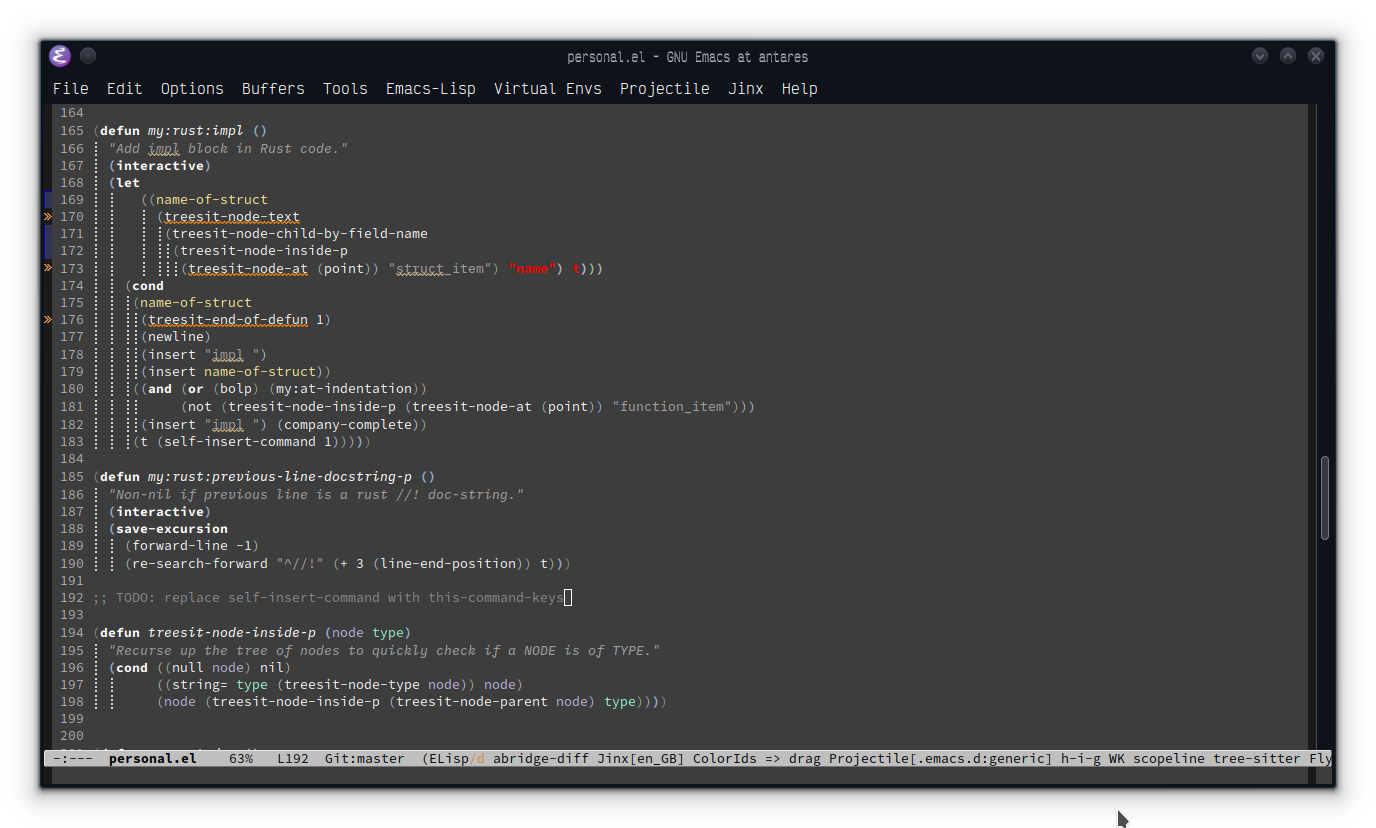 personal.el - GNU Emacs at antares
File Edit Options Buffers Tools Emacs-Lisp Virtual Envs Projectile Jinx Help
164
165 (defun my:rust:impl ()
166 "Add impl block in Rust code."
167 (interactive)
168 (let
169 ((name-of-struct
170 (treesit-node-text
171 (treesit-node-child-by-field-name
172 (treesit-node-inside-p
173 (treesit-node-at (point)) "struct_item") "name") t)))
174 (cond
175 (name-of-struct
176 (treesit-end-of-defun 1)
177 (newline)
178 (insert "impl ")
179 (insert name-of-struct))
180 ((and (or (bolp) (my:at-indentation))
181 (not (treesit-node-inside-p (treesit-node-at (point)) "function_item")))
182 (insert "impl ") (company-complete))
183 (t (self-insert-command 1)))))
184
185 (defun my:rust:previous-line-docstring-p ()
186 "Non-nil if previous line is a rust //! doc-string."
187 (interactive)
188 (save-excursion
189 (forward-line -1)
190 (re-search-forward "^//!" (+ 3 (line-end-position)) t)))
191
192 ;; TODO: replace self-insert-command with this-command-keys
193
194 (defun treesit-node-inside-p (node type)
195 "Recurse up the tree of nodes to quickly check if a NODE is of TYPE."
196 (cond ((null node) nil)
197 ((string= type (treesit-node-type node)) node)
198 (node (treesit-node-inside-p (treesit-node-parent node) type))))
199
200
-:--- personal.el 63% L192 Git:master (ELisp/d abridge-diff Jinx[en_GB] ColorIds => drag Projectile[.emacs.d:generic] h-i-g WK scopeline tree-sitter Fly